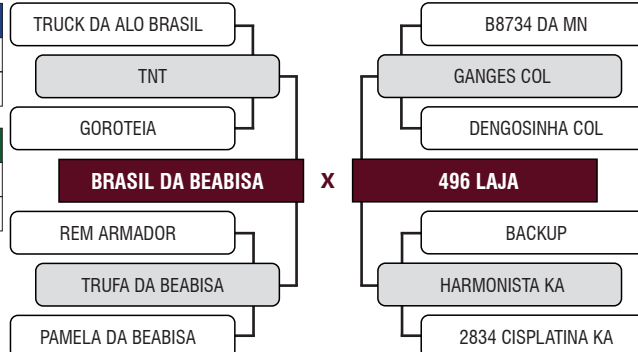 TRUCK DA ALO BRASIL
TNT
GOROTEIA
BRASIL DA BEABISA
REM ARMADOR
TRUFA DA BEABISA
PAMELA DA BEABISA
X
B8734 DA MN
GANGES COL
DENGOSINHA COL
496 LAJA
BACKUP
HARMONISTA KA
2834 CISPLATINA KA